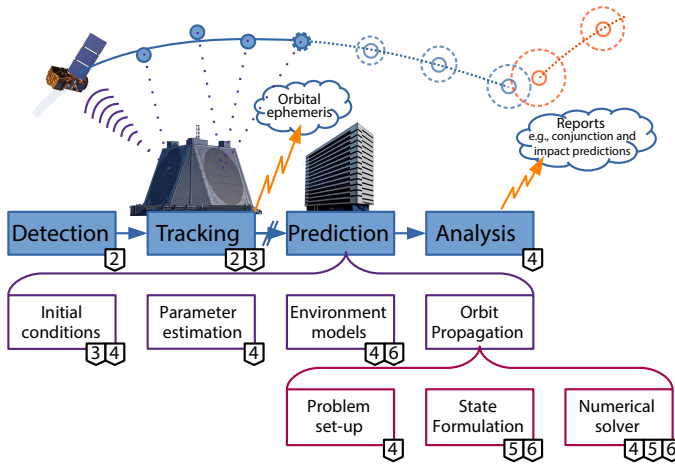 Orbital
ephemeris
Reports
e.g., conjunction and
impact predictions
Detection
2
Tracking
2 3
Prediction
Analysis
4
Initial
conditions
3 4
Parameter
estimation
4
Environment
models
4 6
Orbit
Propagation
Problem
set-up
4
State
Formulation
5 6
Numerical
solver
4 5 6